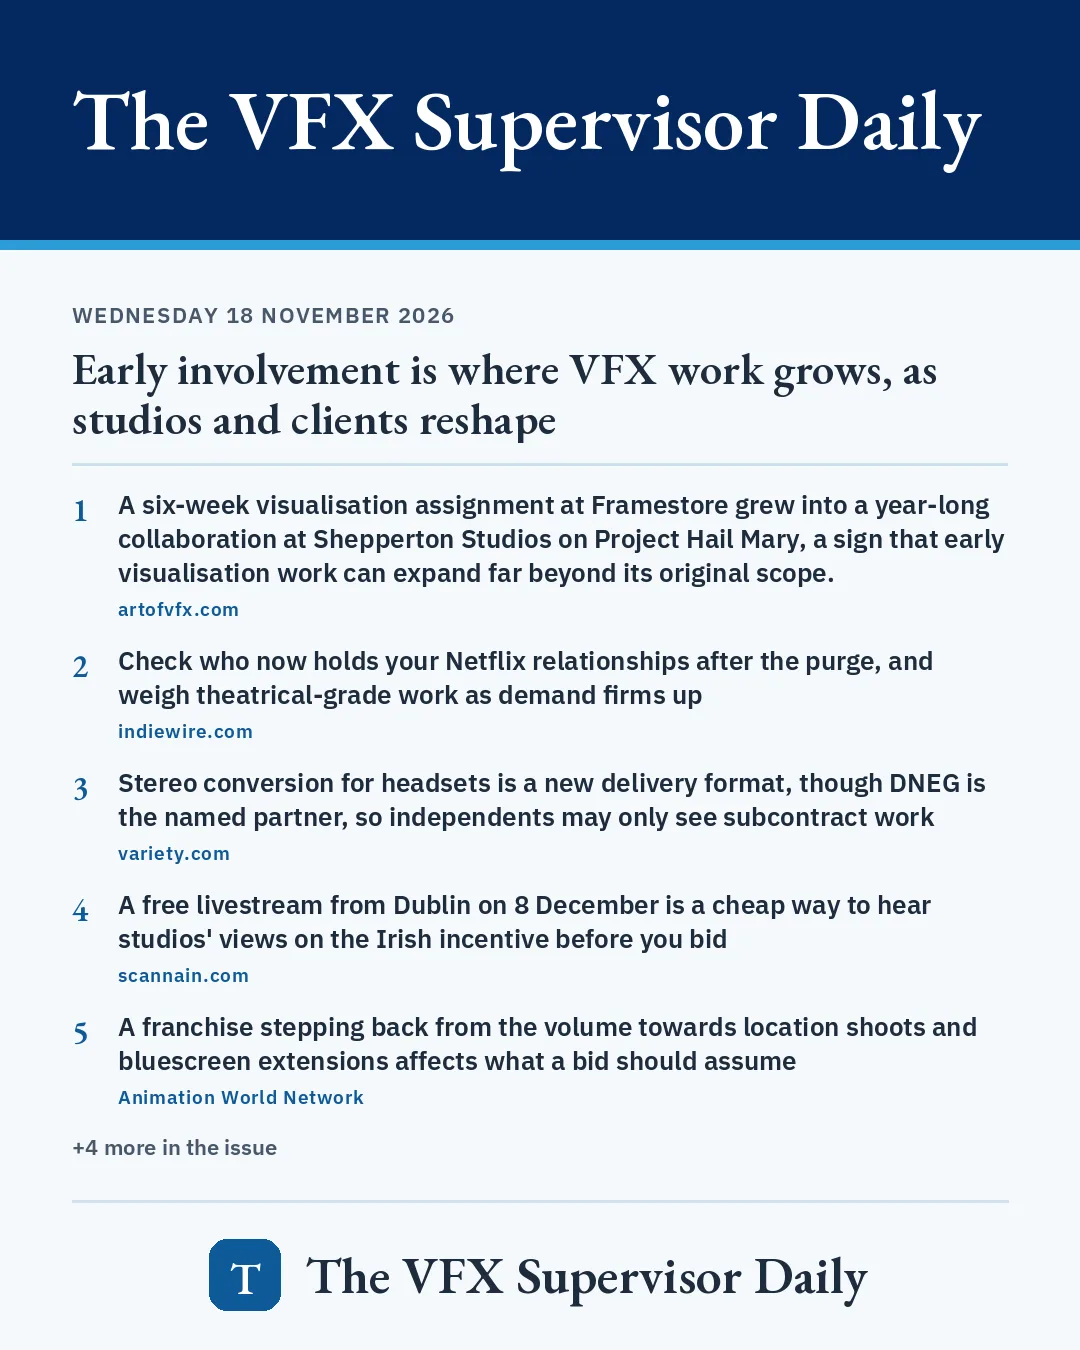 The VFX Supervisor Daily
WEDNESDAY 18 NOVEMBER 2026
Early involvement is where VFX work grows, as
studios and clients reshape
1
A six-week visualisation assignment at Framestore grew into a year-long
collaboration at Shepperton Studios on Project Hail Mary, a sign that early
visualisation work can expand far beyond its original scope.
artofvfx.com
2
Check who now holds your Netflix relationships after the purge, and
weigh theatrical-grade work as demand firms up
indiewire.com
3
Stereo conversion for headsets is a new delivery format, though DNEG is
the named partner, so independents may only see subcontract work
variety.com
4
A free livestream from Dublin on 8 December is a cheap way to hear
studios' views on the Irish incentive before you bid
scannain.com
5
A franchise stepping back from the volume towards location shoots and
bluescreen extensions affects what a bid should assume
Animation World Network
+4 more in the issue
T
The VFX Supervisor Daily